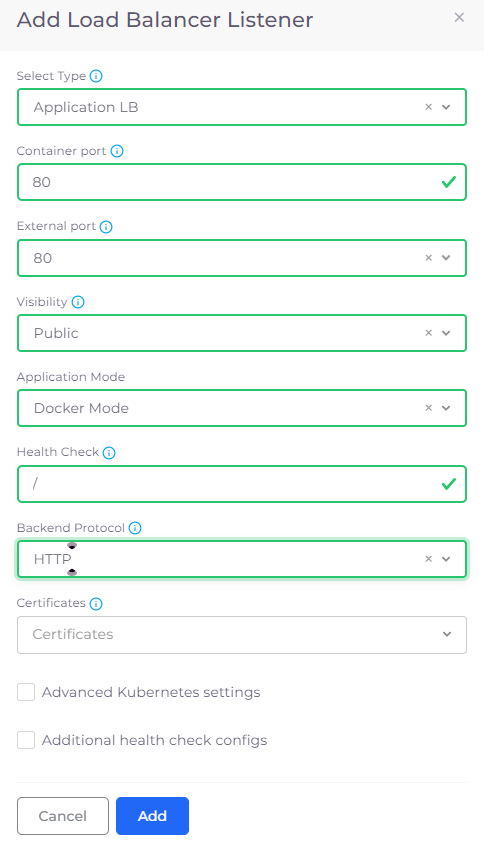 Add Load Balancer Listener
Select Type
Application LB
Container port
80
External port
80
Visibility
Public
Application Mode
Docker Mode
Health Check
/
Backend Protocol
HTTP
Certificates
Certificates
Advanced Kubernetes settings
Additional health check configs
Cancel Add